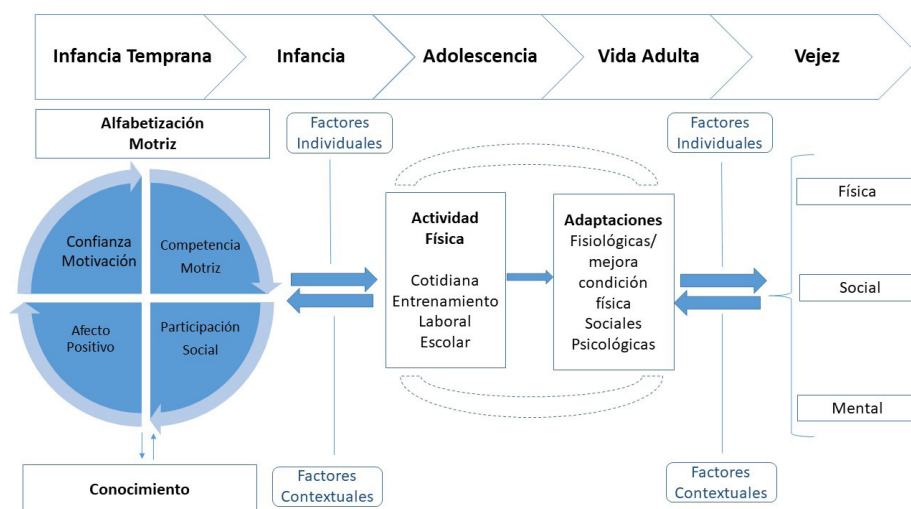 Infancia Temprana
Infancia
Adolescencia
Vida Adulta
Vejez
Alfabetización
Motriz
Confianza
Motivación
Competencia
Motriz
Afecto
Positivo
Participación
Social
Conocimiento
Factores
Individuales
Factores
Contextuales
Actividad
Física
Cotidiana
Entrenamiento
Laboral
Escolar
Adaptaciones
Fisiológicas/
mejora
condición
física
Sociales
Psicológicas
Factores
Individuales
Factores
Contextuales
Física
Social
Mental